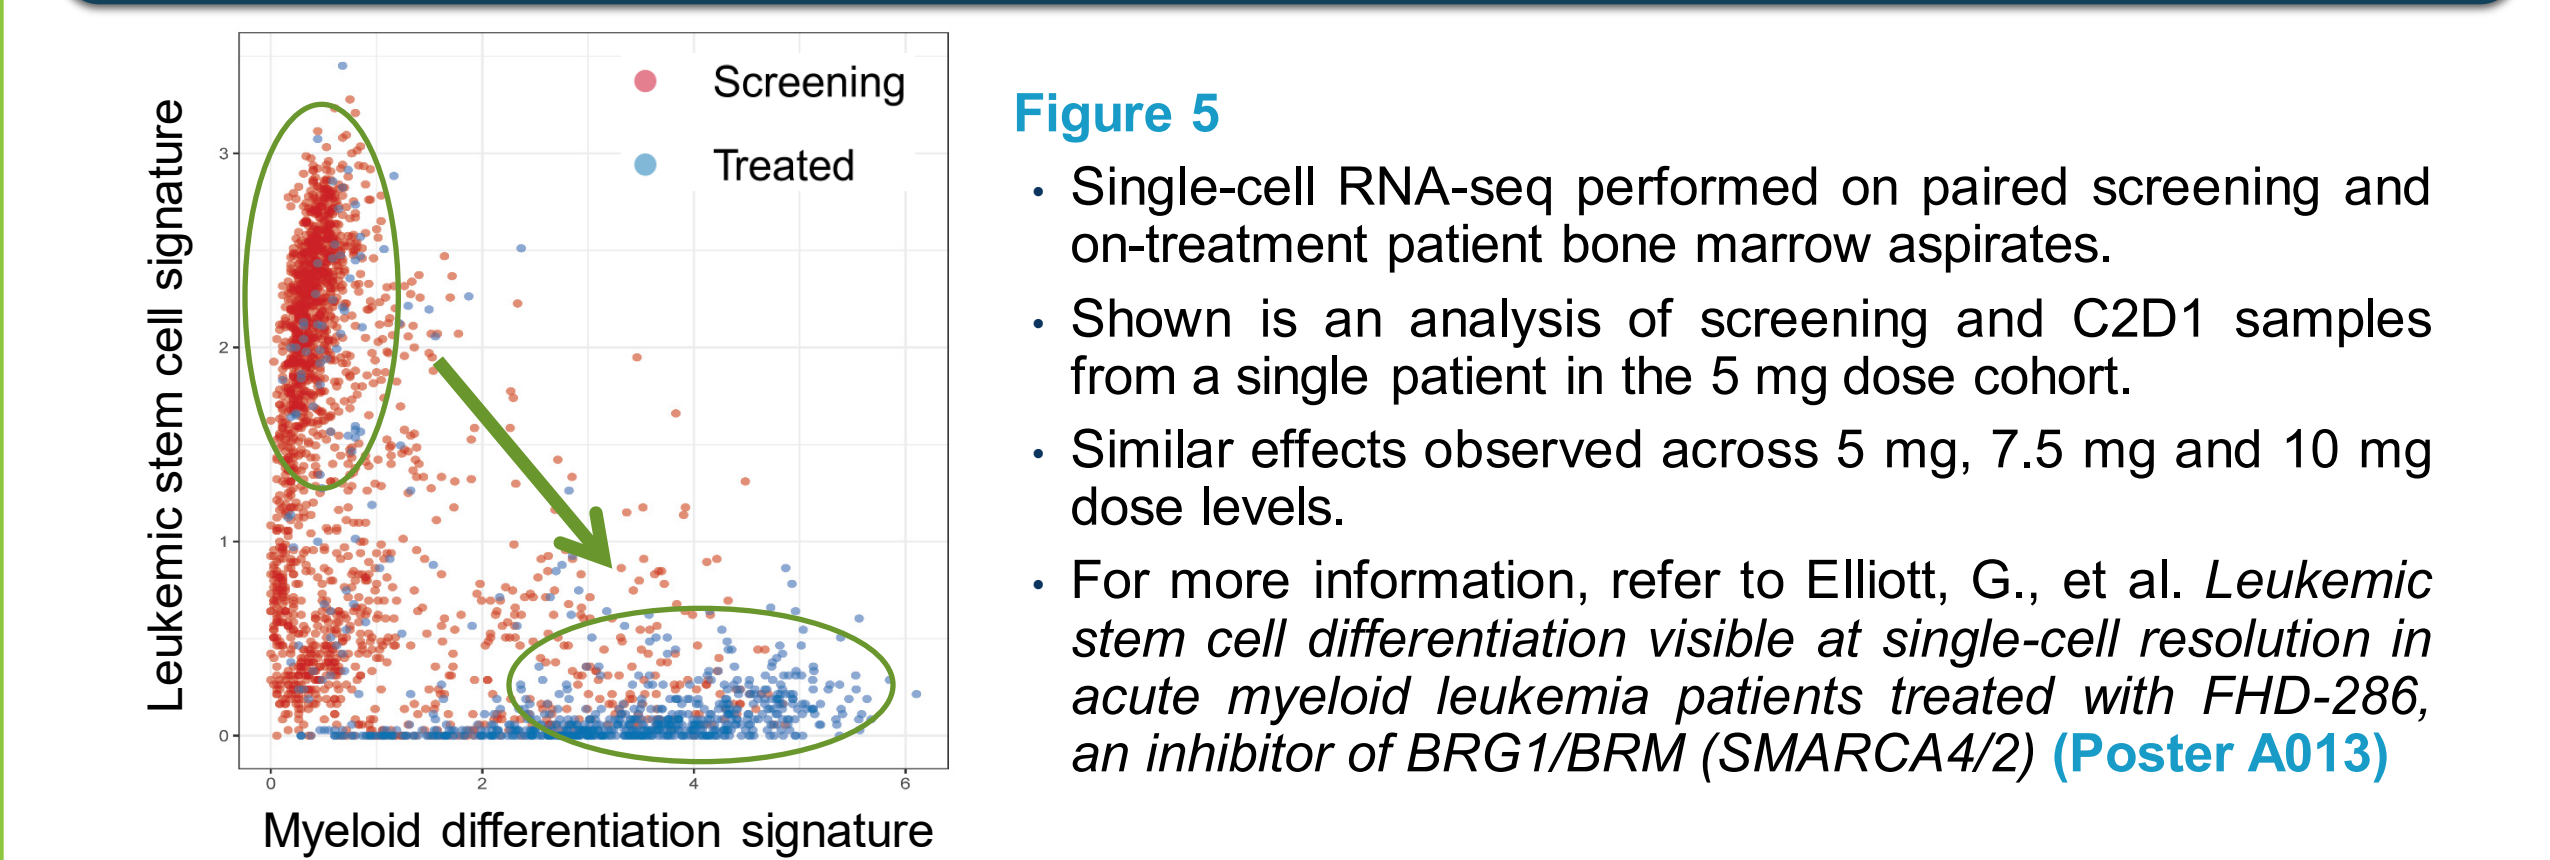 Screening
Treated
Leukemic stem cell signature
3
2
1
0
0 2 4 6
Myeloid differentiation signature
Figure 5
• Single-cell RNA-seq performed on paired screening and
on-treatment patient bone marrow aspirates.
• Shown is an analysis of screening and C2D1 samples
from a single patient in the 5 mg dose cohort.
• Similar effects observed across 5 mg, 7.5 mg and 10 mg
dose levels.
• For more information, refer to Elliott, G., et al. Leukemic
stem cell differentiation visible at single-cell resolution in
acute myeloid leukemia patients treated with FHD-286,
an inhibitor of BRG1/BRM (SMARCA4/2) (Poster A013)